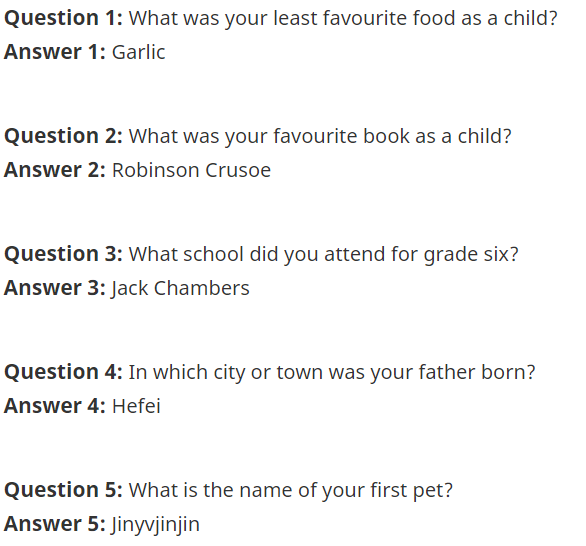 Question 1: What was your least favourite food as a child?
Answer 1: Garlic
Question 2: What was your favourite book as a child?
Answer 2: Robinson Crusoe
Question 3: What school did you attend for grade six?
Answer 3: Jack Chambers
Question 4: In which city or town was your father born?
Answer 4: Hefei
Question 5: What is the name of your first pet?
Answer 5: Jinyvjinjin